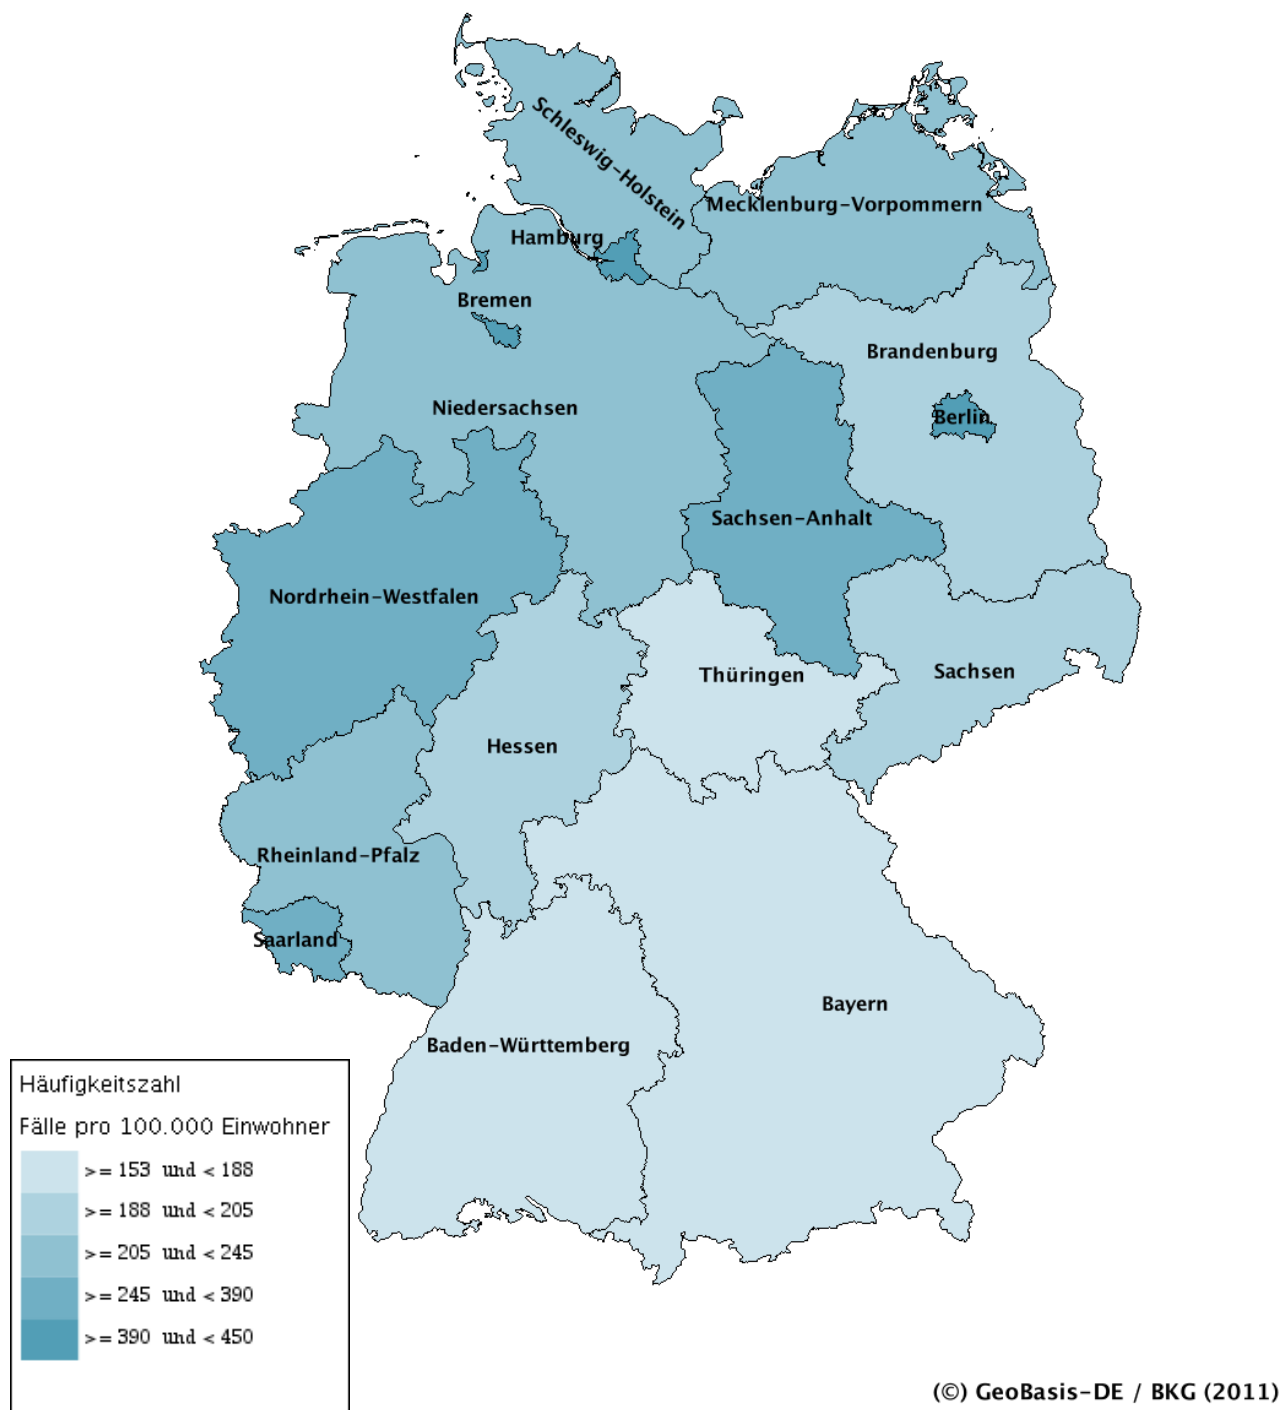 Schleswig-Holstein
Mecklenburg-Vorpommern
Hamburg
Bremen
Brandenburg
Niedersachsen
Berlin
Sachsen-Anhalt
Nordrhein-Westfalen
Thüringen
Sachsen
Hessen
Rheinland-Pfalz
Saarland
Bayern
Baden-Württemberg
Häufigkeitszahl
Fälle pro 100.000 Einwohner
>= 153 und < 188
>= 188 und < 205
>= 205 und < 245
>= 245 und < 390
>= 390 und < 450
(©) GeoBasis-DE / BKG (2011)